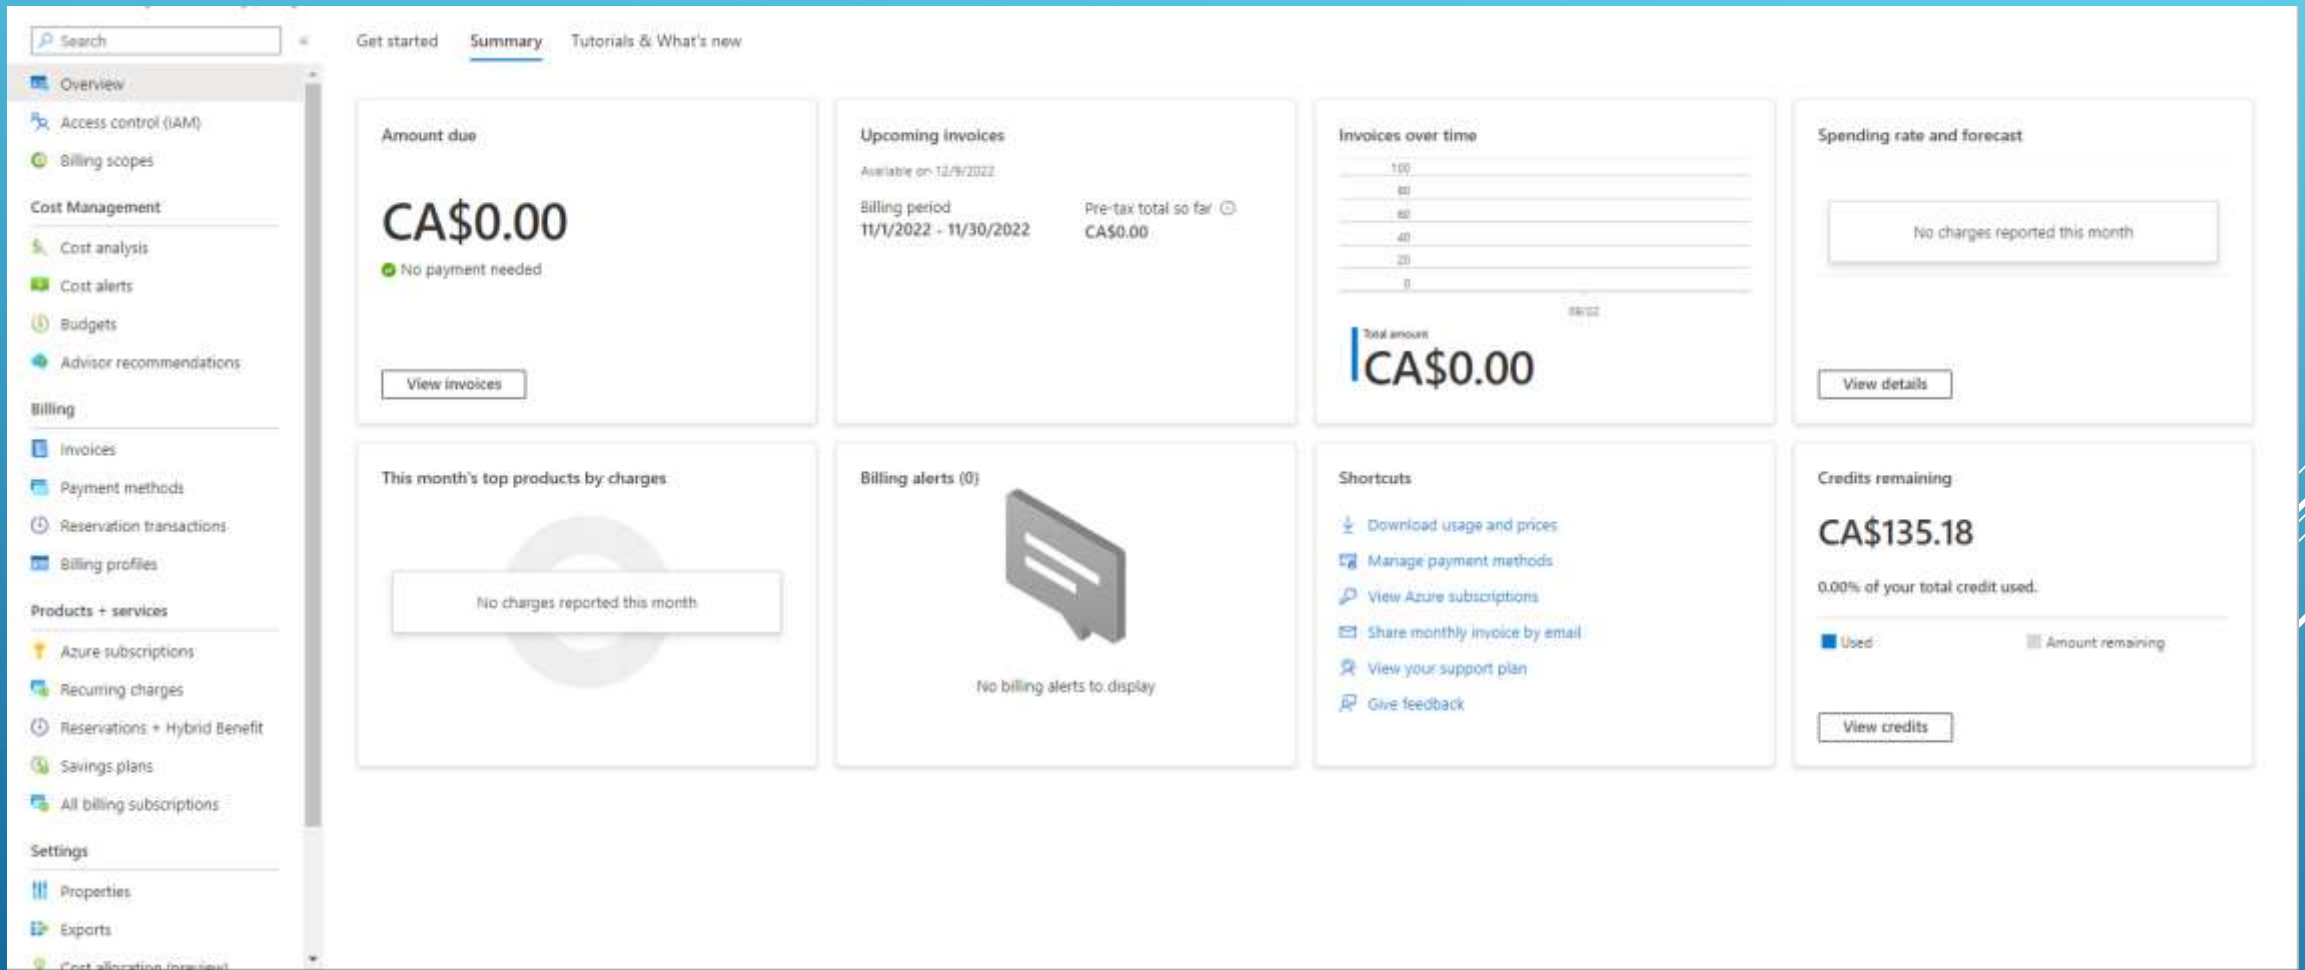 Search
Get started Summary Tutorials & What's new
Overview
Access control (IAM)
Billing scopes
Cost Management
Cost analysis
Cost alerts
Budgets
Advisor recommendations
Billing
Invoices
Payment methods
Reservation transactions
Billing profiles
Products + services
Azure subscriptions
Recurring charges
Reservations + Hybrid Benefit
Savings plans
All billing subscriptions
Settings
Properties
Exports
Cost allocation (preview)
Amount due
CA$0.00
No payment needed
View invoices
Upcoming invoices
Available on 12/9/2022
Billing period
11/1/2022 - 11/30/2022
Pre-tax total so far
CA$0.00
Invoices over time
100
80
60
40
20
0
Total amount
CA$0.00
Spending rate and forecast
No charges reported this month
View details
This month's top products by charges
No charges reported this month
Billing alerts (0)
No billing alerts to display
Shortcuts
Download usage and prices
Manage payment methods
View Azure subscriptions
Share monthly invoice by email
View your support plan
Give feedback
Credits remaining
CA$135.18
0.00% of your total credit used.
Used Amount remaining
View credits